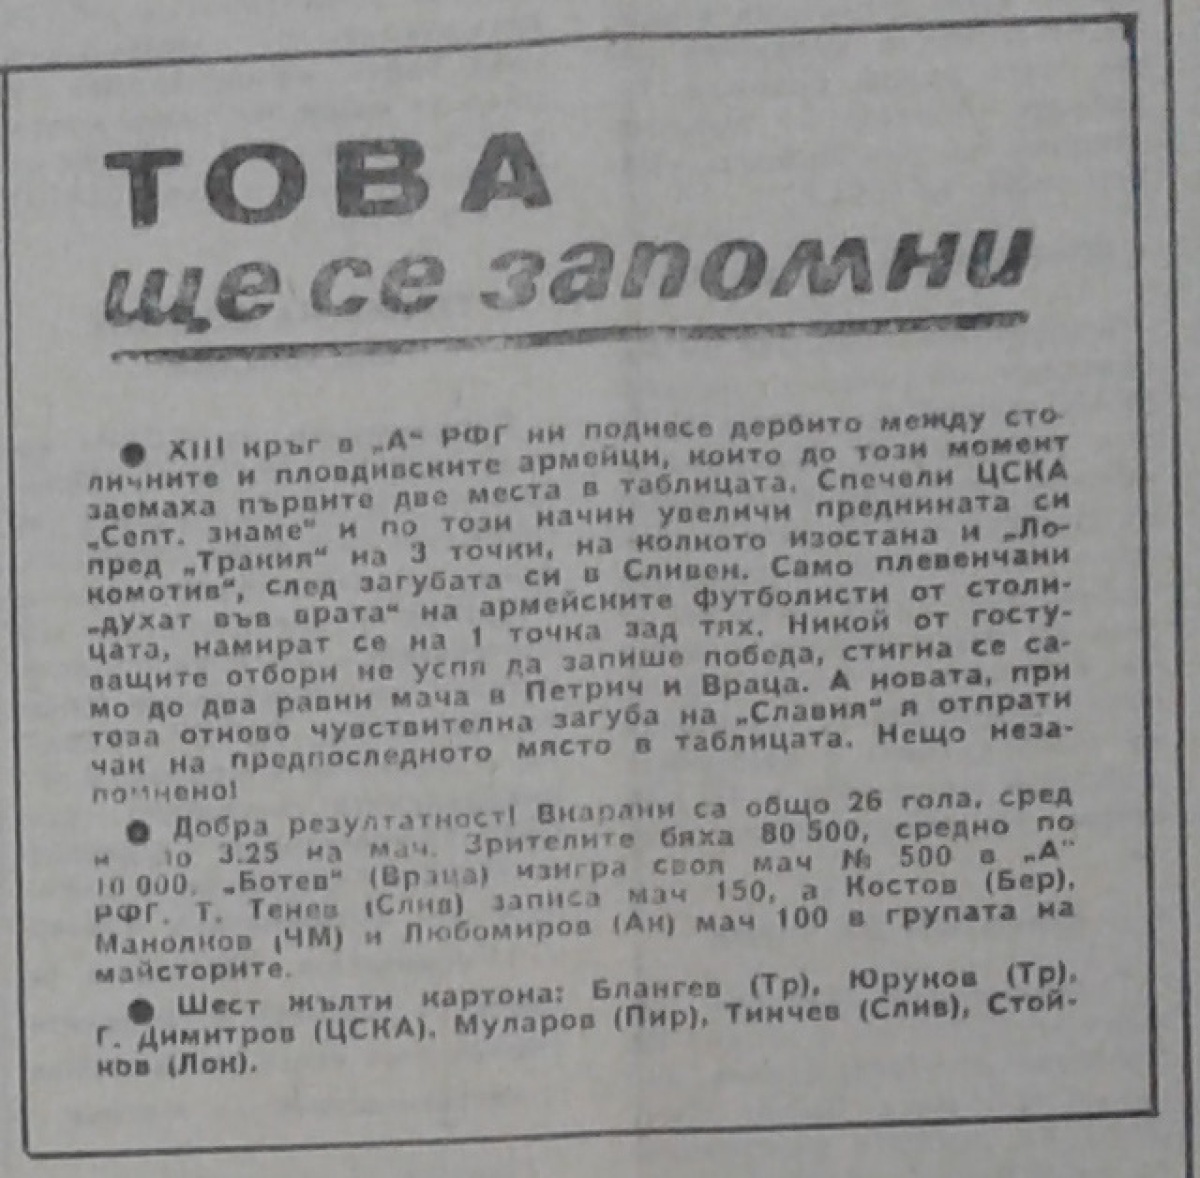 ТОВА
ще се запомни
● XIII кръг в „А“ РФГ ни поднесе дербито между сто-
личните и пловдивските армейци, които до този момент
заемаха първите две места в таблицата. Спечели ЦСКА
„Септ. знаме“ и по този начин увеличи преднината си
пред „Тракия“ на 3 точки, на колкото изостана и „Ло-
комотив“, след загубата си в Сливен. Само плевенчани
„духат във врата“ на армейските футболисти от столи-
цата, намират се на 1 точка зад тях. Никой от госту-
ващите отбори не успя да запише победа, стигна се са-
мо до два равни мача в Петрич и Враца. А новата, при
това отново чувствителна загуба на „Славия“ я отпрати
чак на предпоследното място в таблицата. Нещо неза-
помнено!
● Добра резултатност! Вкарани са общо 26 гола, сред
н по 3.25 на мач. Зрителите бяха 80 500, средно по
10 000. „Ботев“ (Враца) изигра своя мач № 500 в „А“
РФГ. Т. Тенев (Слив) записа мач 150, а Костов (Бер),
Манолков (ЧМ) и Любомиров (Ак) мач 100 в групата на
майсторите.
● Шест жълти картона: Блангев (Тр), Юруков (Тр),
Г. Димитров (ЦСКА), Муларов (Пир), Тинчев (Слив), Стой-
ков (Лок).